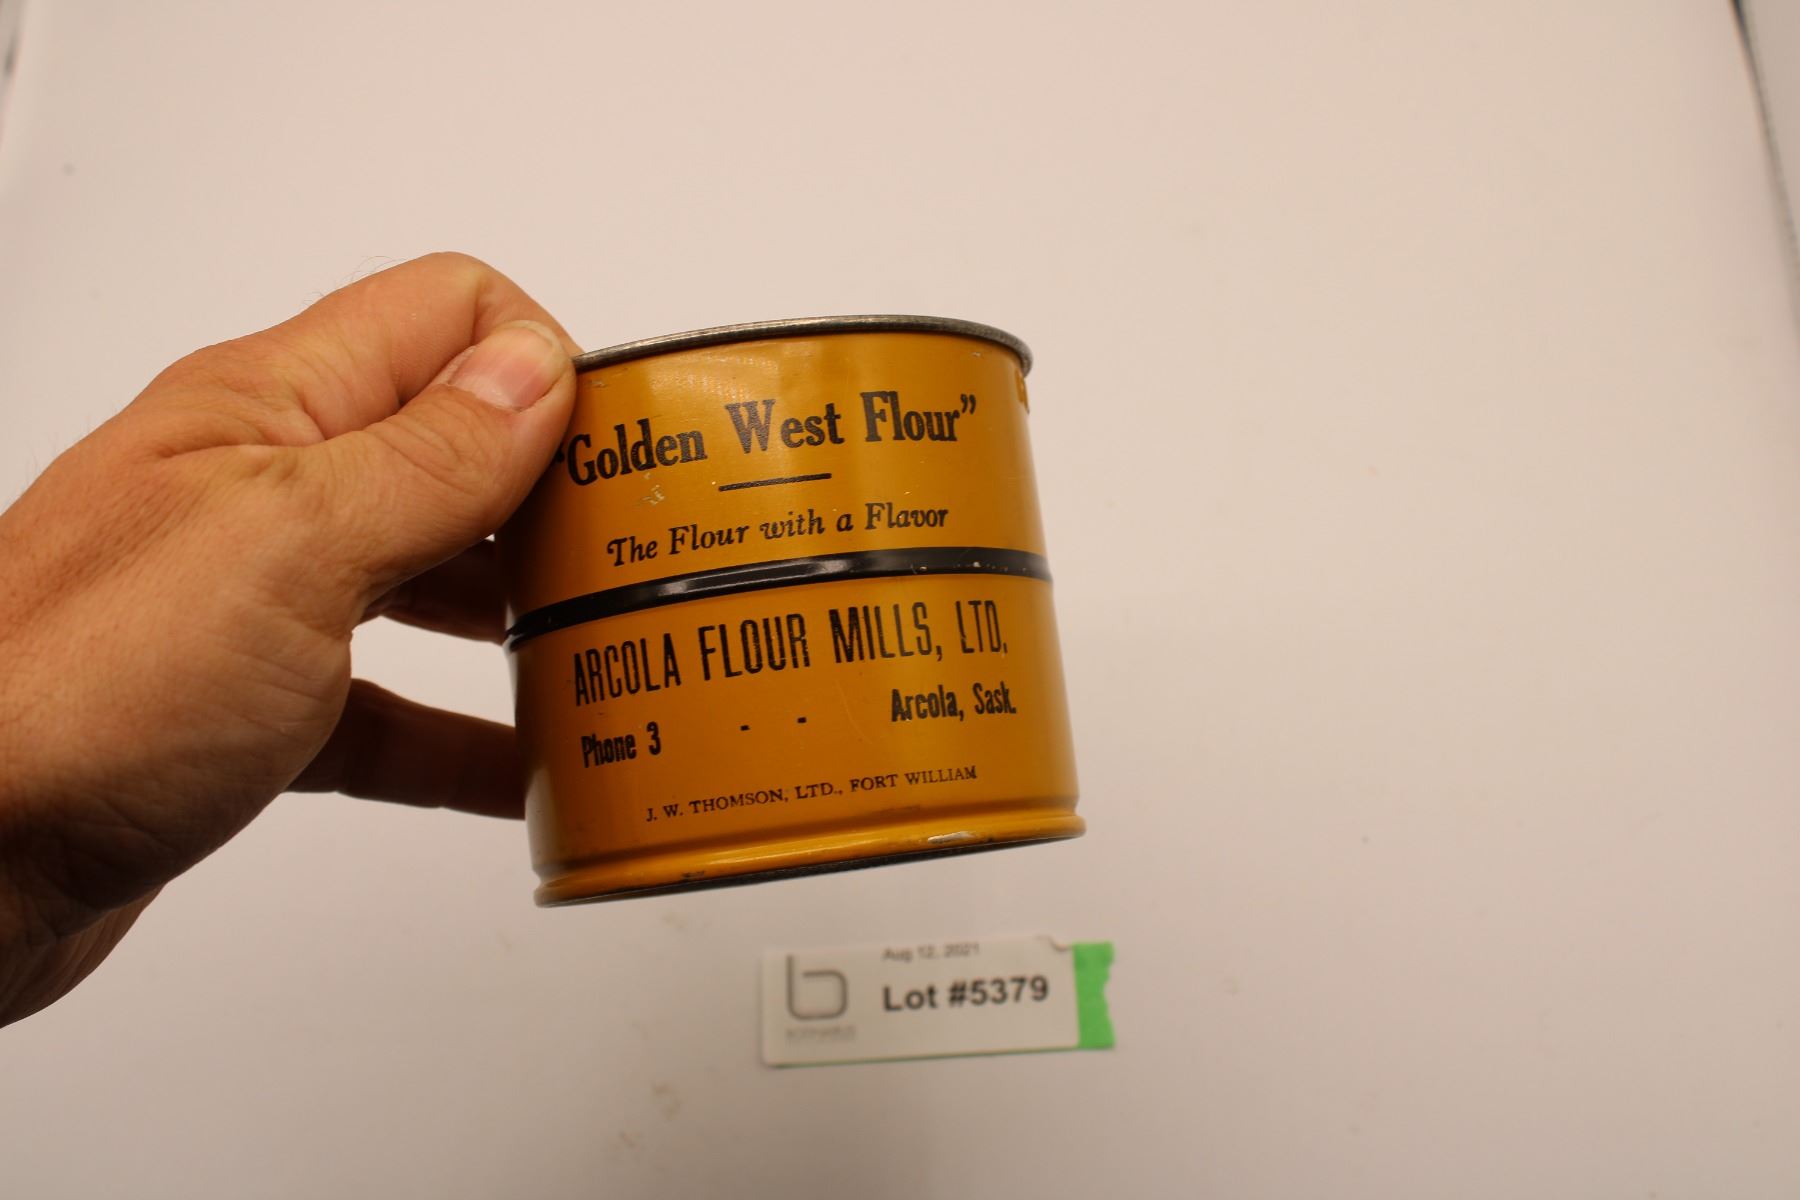 “Golden West Flour”
The Flour with a Flavor
ARCOLA FLOUR MILLS, LTD.
Phone 3 - - Arcola, Sask.
J. W. THOMSON, LTD., FORT WILLIAM
Aug 12, 2021
Lot #5379